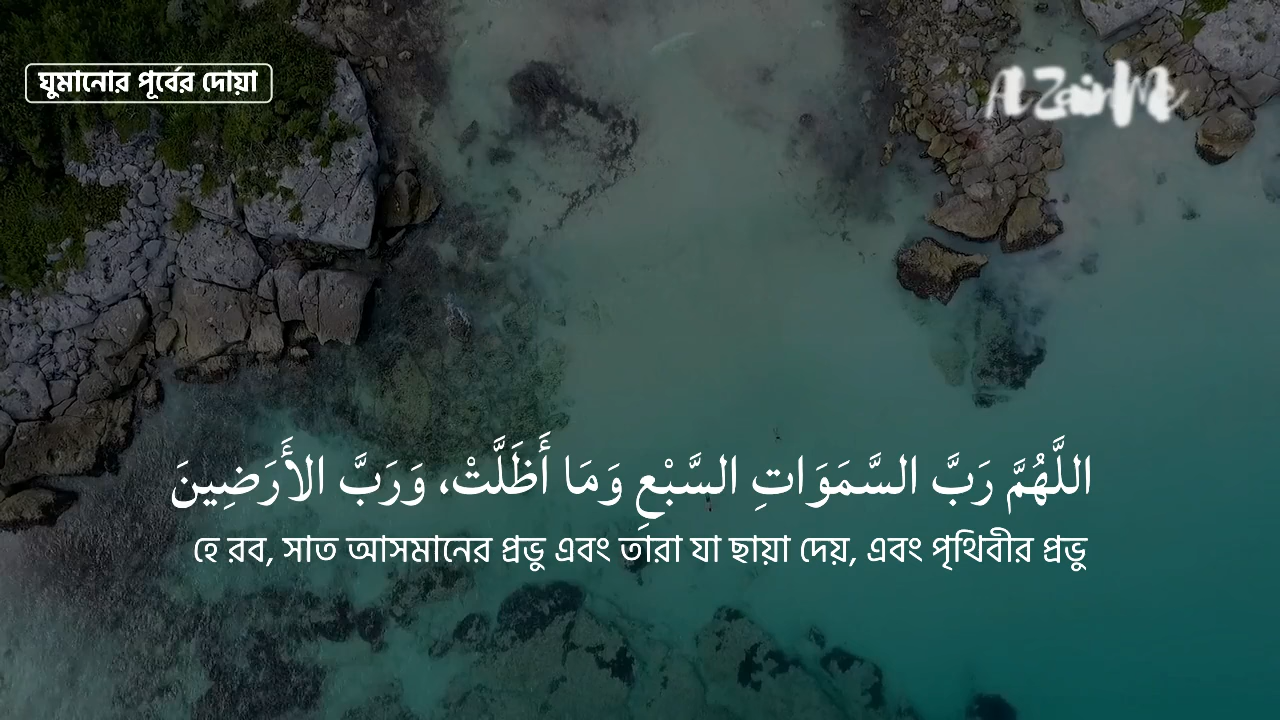 ঘুমানোর পূর্বের দোয়া
اللَّهُمَّ رَبَّ السَّمَوَاتِ السَّبْعِ وَمَا أَظَلَّتْ، وَرَبَّ الأَرَضِينَ
হে রব, সাত আসমানের প্রভু এবং তারা যা ছায়া দেয়, এবং পৃথিবীর প্রভু